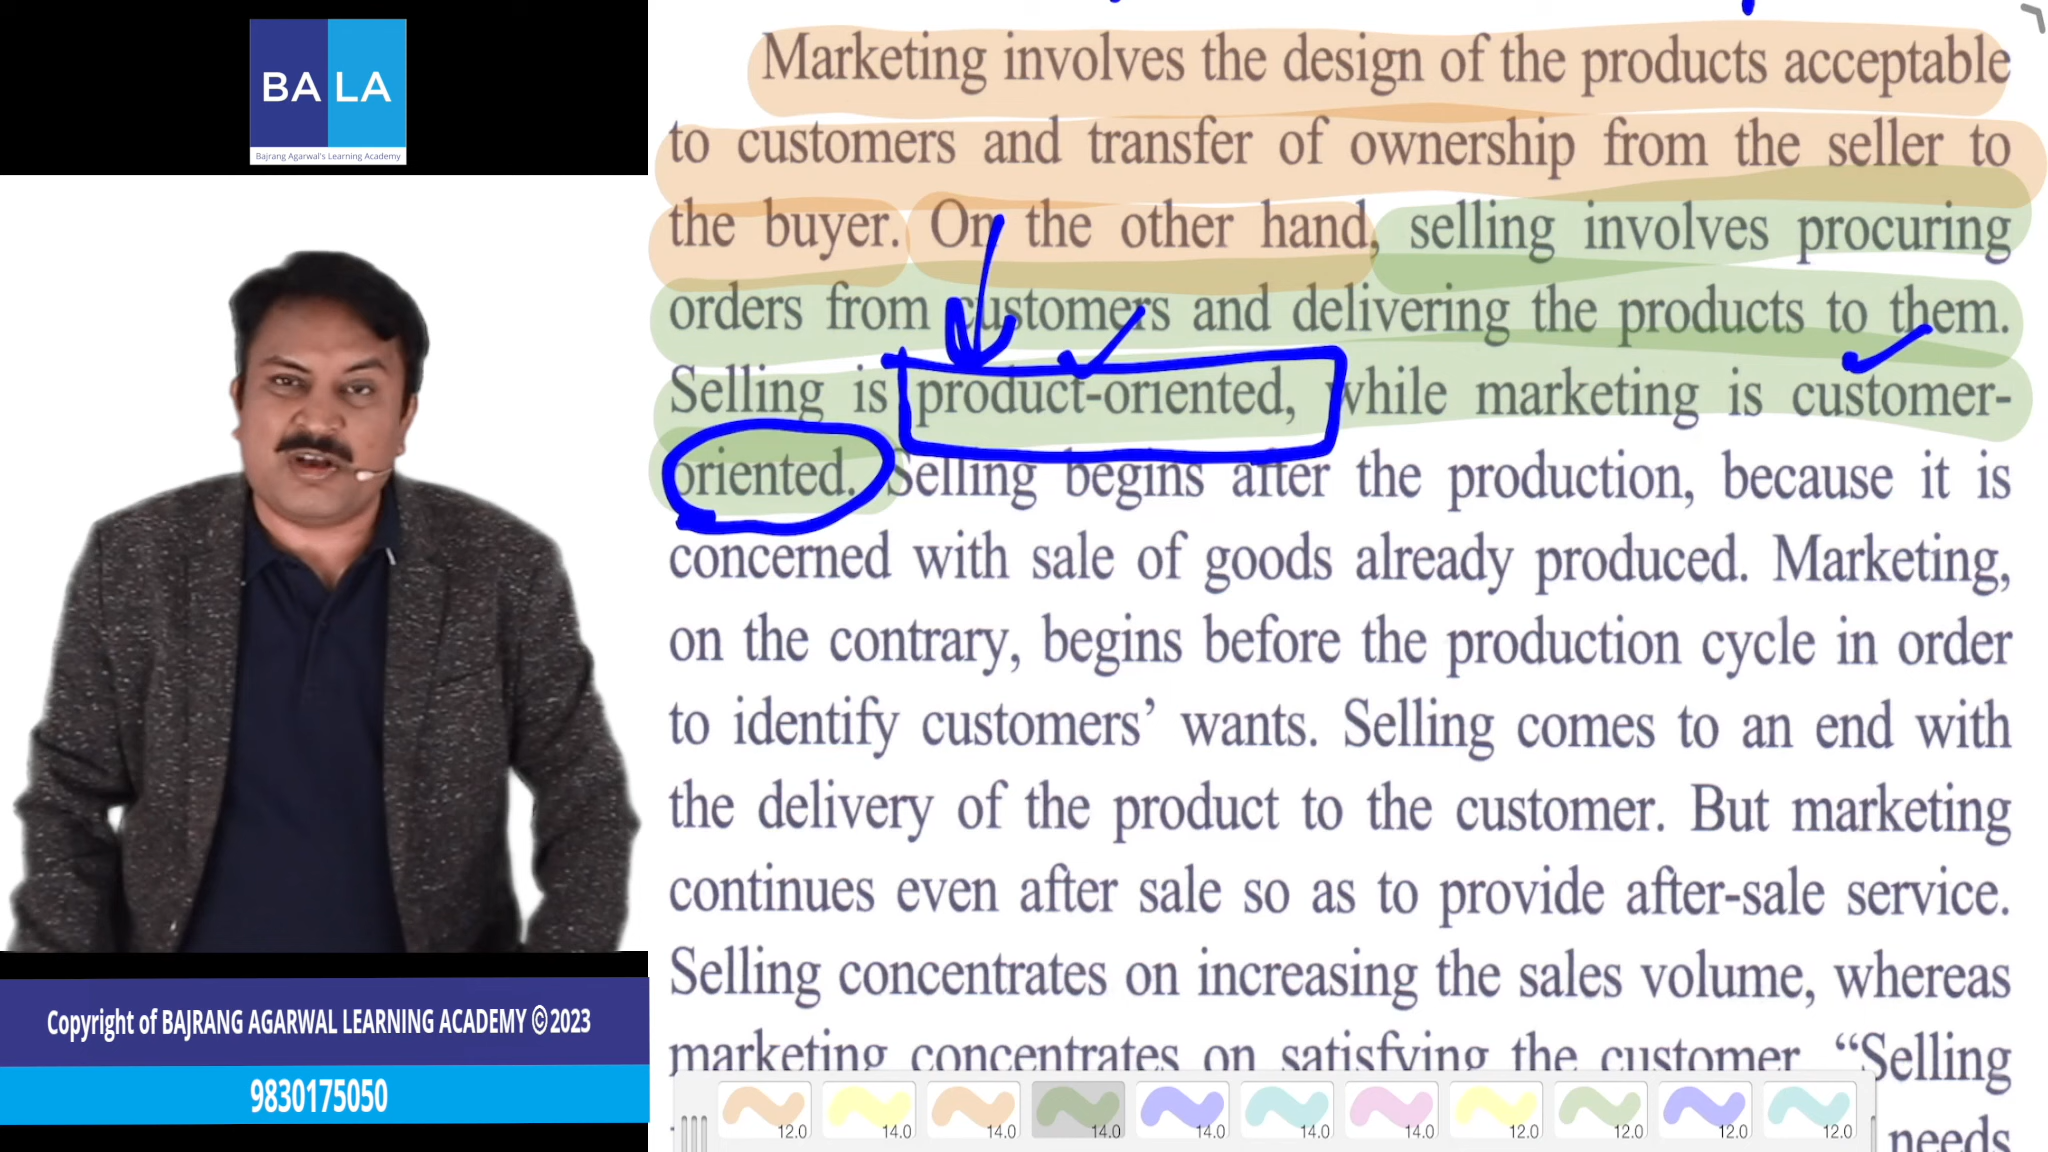 BA LA
Bajrang Agarwal's Learning Academy
Marketing involves the design of the products acceptable
to customers and transfer of ownership from the seller to
the buyer. On the other hand, selling involves procuring
orders from customers and delivering the products to them.
Selling is product-oriented, while marketing is customer-
oriented. Selling begins after the production, because it is
concerned with sale of goods already produced. Marketing,
on the contrary, begins before the production cycle in order
to identify customers’ wants. Selling comes to an end with
the delivery of the product to the customer. But marketing
continues even after sale so as to provide after-sale service.
Selling concentrates on increasing the sales volume, whereas
marketing concentrates on satisfying the customer. “Selling
needs
12.0 14.0 14.0 14.0 14.0 14.0 14.0 12.0 12.0 12.0 12.0
Copyright of BAJRANG AGARWAL LEARNING ACADEMY ©2023
9830175050